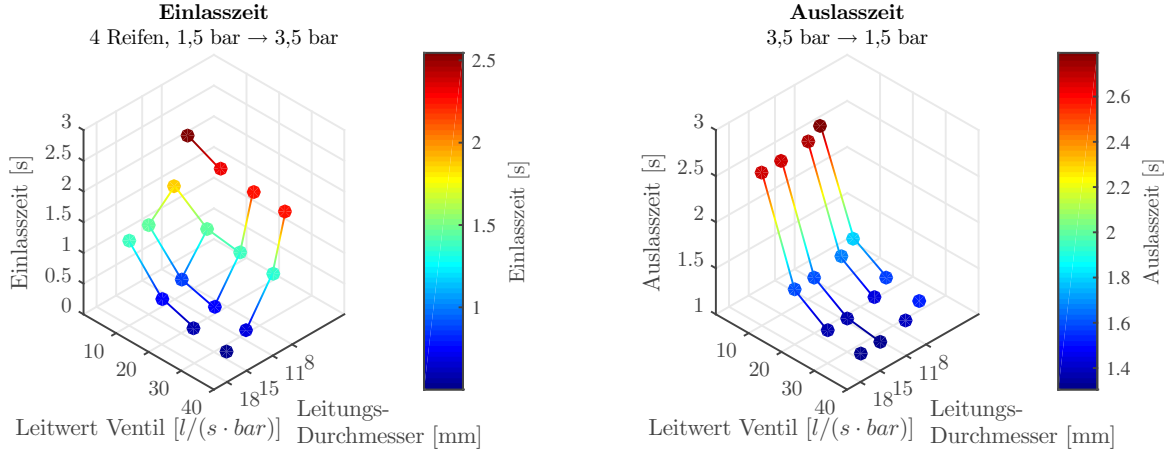 Einlasszeit
4 Reifen, 1,5 bar → 3,5 bar
3
2.5
2
1.5
1
0.5
0
Einlasszeit [s]
10
20
30
40
18
15
11
8
Leitwert Ventil [l/(s · bar)]
Leitungs-
Durchmesser [mm]
2.5
2
1.5
1
Einlasszeit [s]
Auslasszeit
3,5 bar → 1,5 bar
3
2.5
2
1.5
1
Auslasszeit [s]
10
20
30
40
18
15
11
8
Leitwert Ventil [l/(s · bar)]
Leitungs-
Durchmesser [mm]
2.6
2.4
2.2
2
1.8
1.6
1.4
Auslasszeit [s]